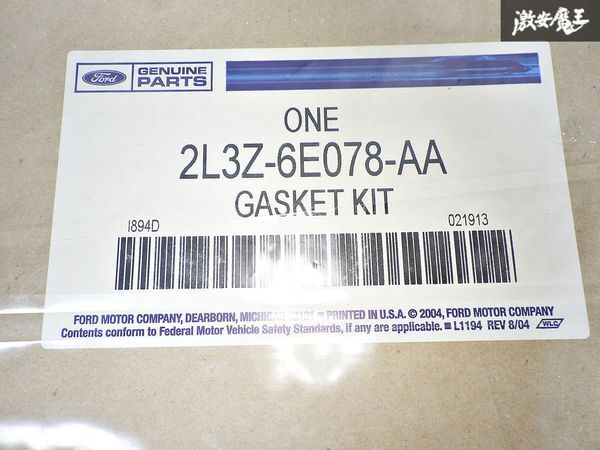 激安魔王
Ford
GENUINE
PARTS
ONE
2L3Z-6E078-AA
GASKET KIT
I894D
021913
FORD MOTOR COMPANY, DEARBORN, MICHIGAN 48121 ■ PRINTED IN U.S.A. © 2004, FORD MOTOR COMPANY
Contents conform to Federal Motor Vehicle Safety Standards, if any are applicable. ■ L1194 REV 8/04 WLC